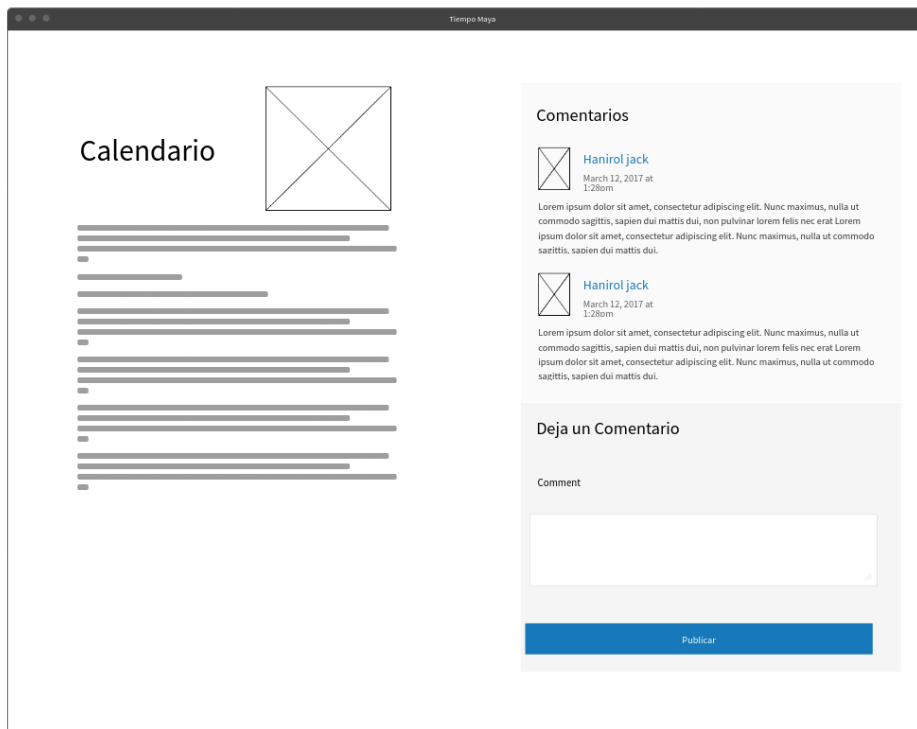 Tiempo Maya
Calendario
Comentarios
Hanirol jack
March 12, 2017 at
1:28om
Lorem ipsum dolor sit amet, consectetur adipiscing elit. Nunc maximus, nulla ut
commodo sagittis, sapien dui mattis dui, non pulvinar lorem felis nec erat Lorem
ipsum dolor sit amet, consectetur adipiscing elit. Nunc maximus, nulla ut commodo
sagittis, sapien dui mattis dui.
Hanirol jack
March 12, 2017 at
1:28om
Lorem ipsum dolor sit amet, consectetur adipiscing elit. Nunc maximus, nulla ut
commodo sagittis, sapien dui mattis dui, non pulvinar lorem felis nec erat Lorem
ipsum dolor sit amet, consectetur adipiscing elit. Nunc maximus, nulla ut commodo
sagittis, sapien dui mattis dui.
Deja un Comentario
Comment
Publicar